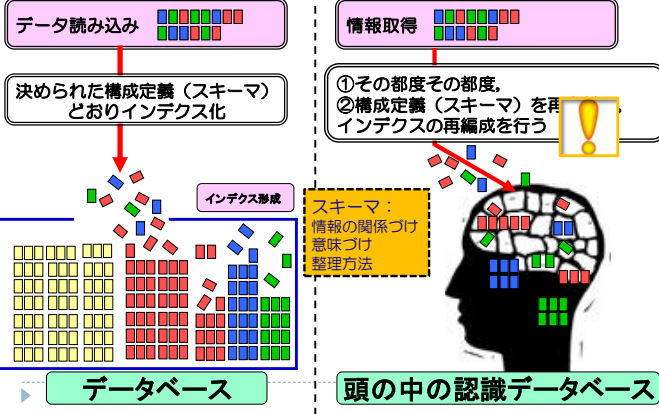 データ読み込み
決められた構成定義（スキーマ）
どおりインデクス化
インデクス形成
データベース
スキーマ：
情報の関係づけ
意味づけ
整理方法
情報取得
①その都度その都度，
②構成定義（スキーマ）を再
インデクスの再編成を行う
頭の中の認識データベース